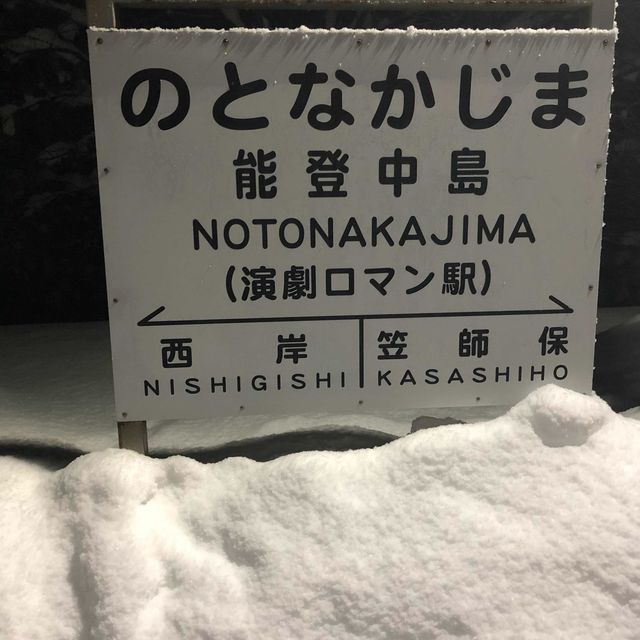 のとなかじま
能登中島
NOTONAKAJIMA
(演劇ロマン駅)
西岸 笠師保
NISHIGISHI KASASHIHO